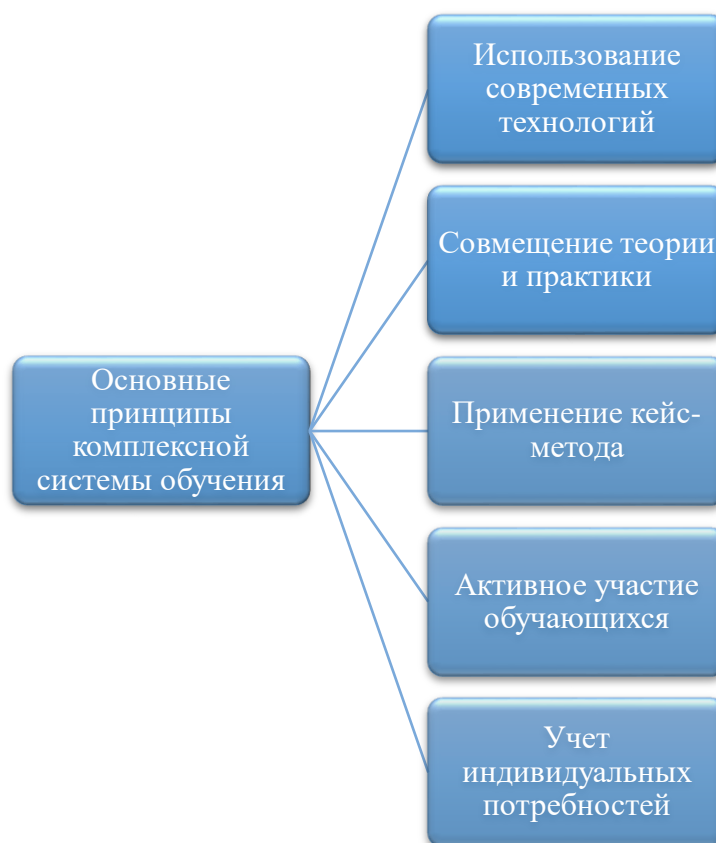 Использование
современных
технологий
Совмещение теории
и практики
Основные
принципы
комплексной
системы обучения
Применение кейс-
метода
Активное участие
обучающихся
Учет
индивидуальных
потребностей